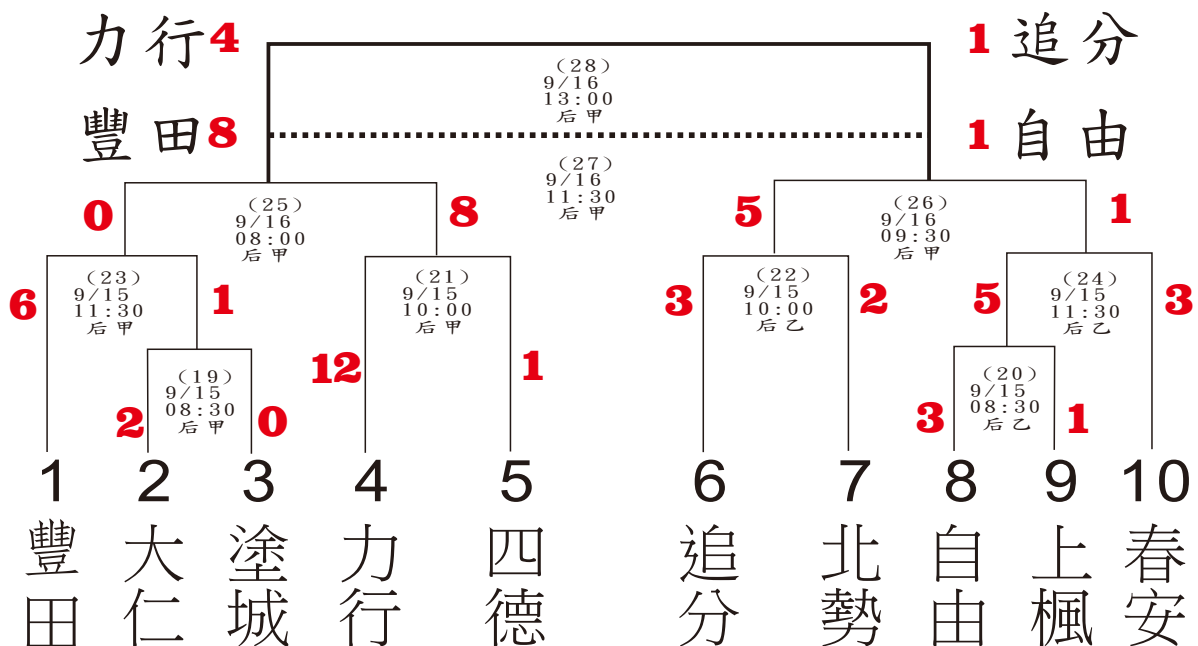 力行4
1追分
(28)
9/16
13:00
后甲
豐田8
1自由
(27)
9/16
11:30
后甲
0
(25)
9/16
08:00
后甲
8
5
(26)
9/16
09:30
后甲
1
6
(23)
9/15
11:30
后甲
1
(21)
9/15
10:00
后甲
3
(22)
9/15
10:00
后乙
2
5
(24)
9/15
11:30
后乙
3
2
(19)
9/15
08:30
后甲
0
12
1
3
(20)
9/15
08:30
后乙
1
1 2 3 4 5 6 7 8 9 10
豐田
大仁
塗城
力行
四德
追分
北勢
自由
上楓
春安